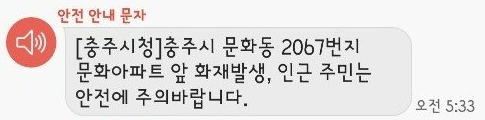 안전 안내 문자
[충주시청]충주시 문화동 2067번지
문화아파트 앞 화재발생, 인근 주민는
안전에 주의바랍니다.
오전 5:33